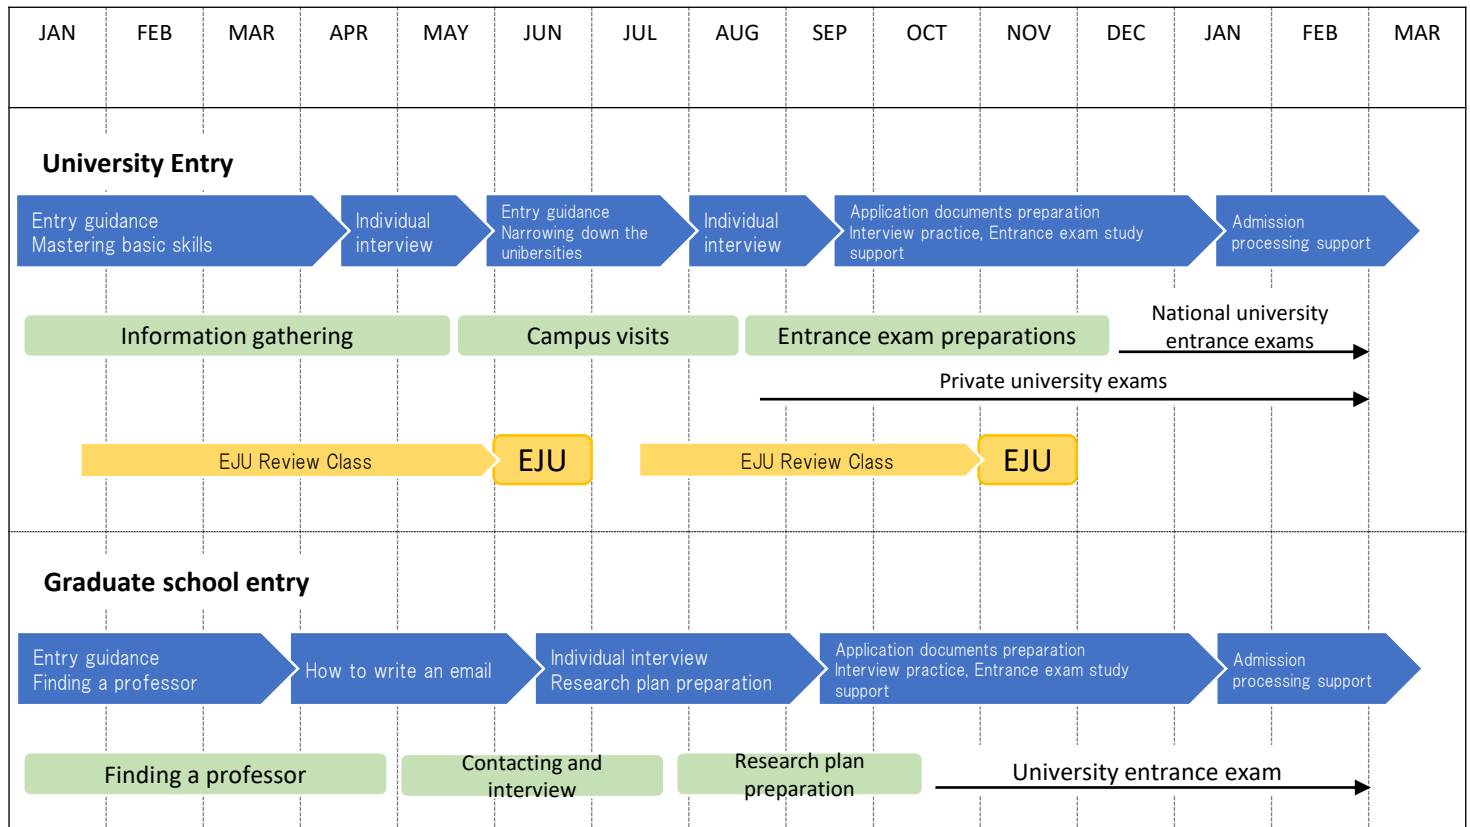 JAN FEB MAR APR MAY JUN JUL AUG SEP OCT NOV DEC JAN FEB MAR
University Entry
Entry guidance
Mastering basic skills
Individual
interview
Entry guidance
Narrowing down the
unibersities
Individual
interview
Application documents preparation
Interview practice, Entrance exam study
support
Admission
processing support
Information gathering
Campus visits
Entrance exam preparations
National university
entrance exams
Private university exams
EJU Review Class
EJU
EJU Review Class
EJU
Graduate school entry
Entry guidance
Finding a professor
How to write an email
Individual interview
Research plan preparation
Application documents preparation
Interview practice, Entrance exam study
support
Admission
processing support
Finding a professor
Contacting and
interview
Research plan
preparation
University entrance exam